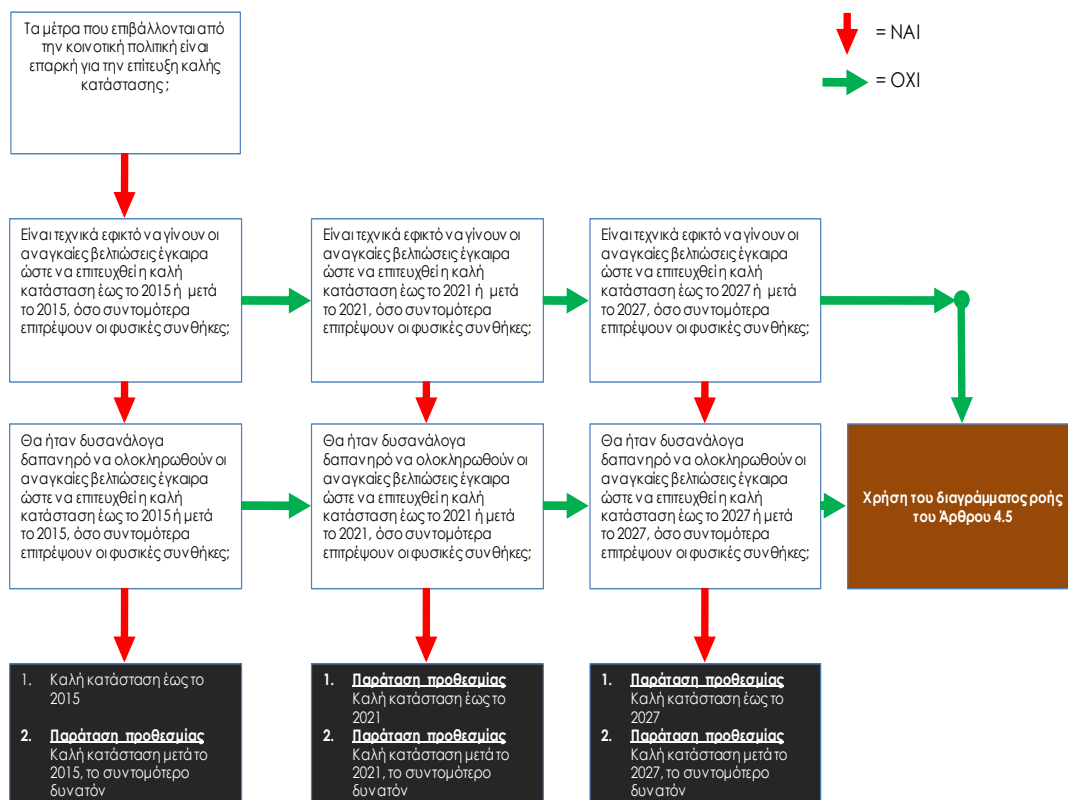 Τα μέτρα που επιβάλλονται από
την κοινοτική πολιτική είναι
επαρκή για την επίτευξη καλής
κατάστασης ;
= ΝΑΙ
= ΟΧΙ
Είναι τεχνικά εφικτό να γίνουν οι
αναγκαίες βελτιώσεις έγκαιρα
ώστε να επιτευχθεί η καλή
κατάσταση έως το 2015 ή μετά
το 2015, όσο συντομότερα
επιτρέψουν οι φυσικές συνθήκες;
Είναι τεχνικά εφικτό να γίνουν οι
αναγκαίες βελτιώσεις έγκαιρα
ώστε να επιτευχθεί η καλή
κατάσταση έως το 2021 ή μετά
το 2021, όσο συντομότερα
επιτρέψουν οι φυσικές συνθήκες;
Είναι τεχνικά εφικτό να γίνουν οι
αναγκαίες βελτιώσεις έγκαιρα
ώστε να επιτευχθεί η καλή
κατάσταση έως το 2027 ή μετά
το 2027, όσο συντομότερα
επιτρέψουν οι φυσικές συνθήκες;
Θα ήταν δυσανάλογα
δαπανηρό να ολοκληρωθούν οι
αναγκαίες βελτιώσεις έγκαιρα
ώστε να επιτευχθεί η καλή
κατάσταση έως το 2015 ή μετά
το 2015, όσο συντομότερα
επιτρέψουν οι φυσικές συνθήκες;
Θα ήταν δυσανάλογα
δαπανηρό να ολοκληρωθούν οι
αναγκαίες βελτιώσεις έγκαιρα
ώστε να επιτευχθεί η καλή
κατάσταση έως το 2021 ή μετά
το 2021, όσο συντομότερα
επιτρέψουν οι φυσικές συνθήκες;
Θα ήταν δυσανάλογα
δαπανηρό να ολοκληρωθούν οι
αναγκαίες βελτιώσεις έγκαιρα
ώστε να επιτευχθεί η καλή
κατάσταση έως το 2027 ή μετά
το 2027, όσο συντομότερα
επιτρέψουν οι φυσικές συνθήκες;
Χρήση του διαγράμματος ροής
του Άρθρου 4.5
1. Καλή κατάσταση έως το
2015
2. Παράταση προθεσμίας
Καλή κατάσταση μετά το
2015, το συντομότερο
δυνατόν
1. Παράταση προθεσμίας
Καλή κατάσταση έως το
2021
2. Παράταση προθεσμίας
Καλή κατάσταση μετά το
2021, το συντομότερο
δυνατόν
1. Παράταση προθεσμίας
Καλή κατάσταση έως το
2027
2. Παράταση προθεσμίας
Καλή κατάσταση μετά το
2027, το συντομότερο
δυνατόν